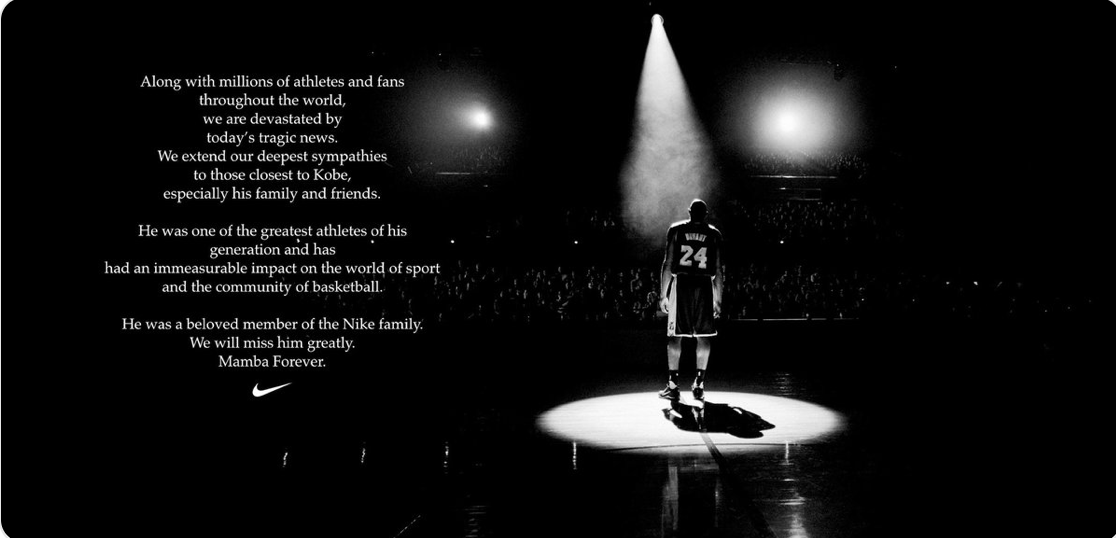 Along with millions of athletes and fans
throughout the world,
we are devastated by
today's tragic news.
We extend our deepest sympathies
to those closest to Kobe,
especially his family and friends.
He was one of the greatest athletes of his
generation and has
had an immeasurable impact on the world of sport
and the community of basketball.
He was a beloved member of the Nike family.
We will miss him greatly.
Mamba Forever.
BRYANT
24